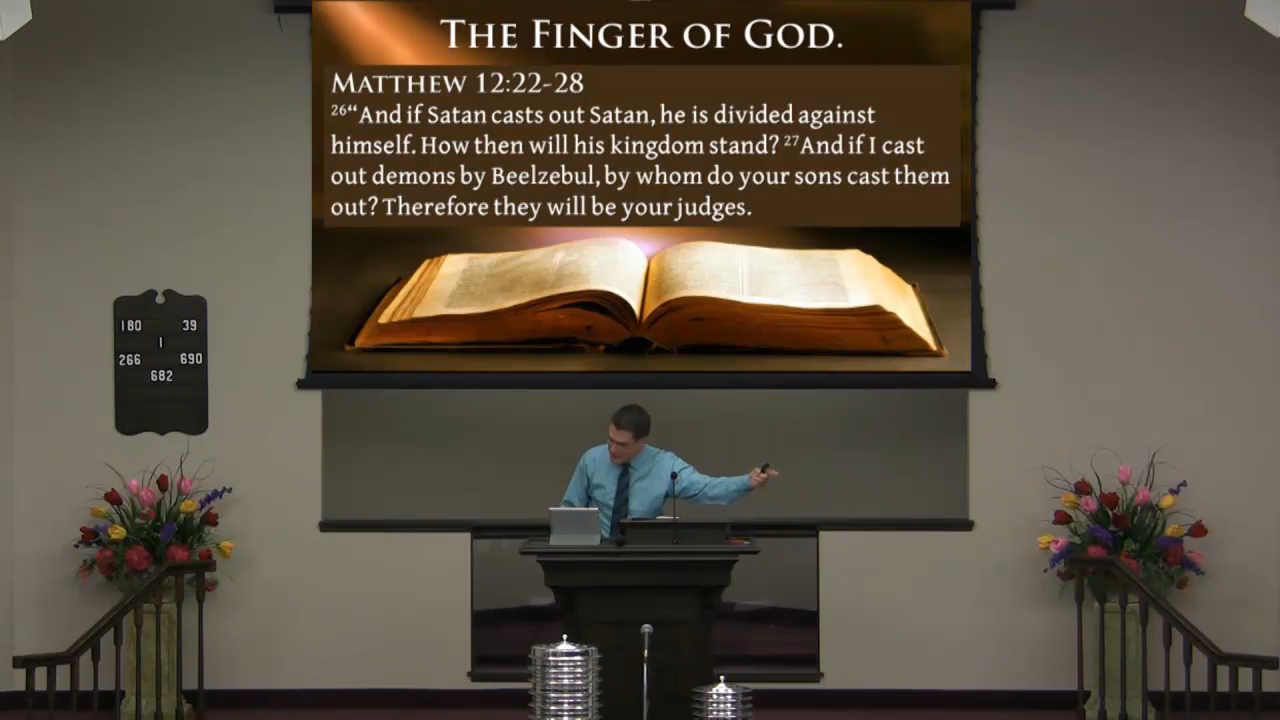 THE FINGER OF GOD.
MATTHEW 12:22-28
26“And if Satan casts out Satan, he is divided against
himself. How then will his kingdom stand? 27And if I cast
out demons by Beelzebul, by whom do your sons cast them
out? Therefore they will be your judges.
180 39
1
266 690
682